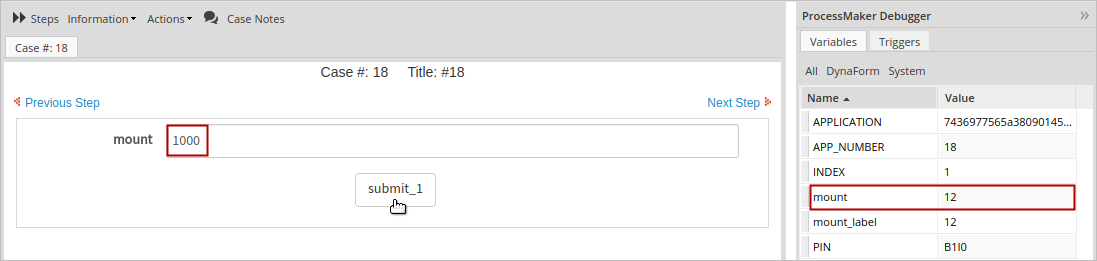 Steps Information Actions Case Notes
Case #: 18
Case #: 18 Title: #18
Previous Step Next Step
mount 1000
submit_1
ProcessMaker Debugger
Variables Triggers
All DynaForm System
Name Value
APPLICATION 7436977565a38090145...
APP_NUMBER 18
INDEX 1
mount 12
mount_label 12
PIN B1I0